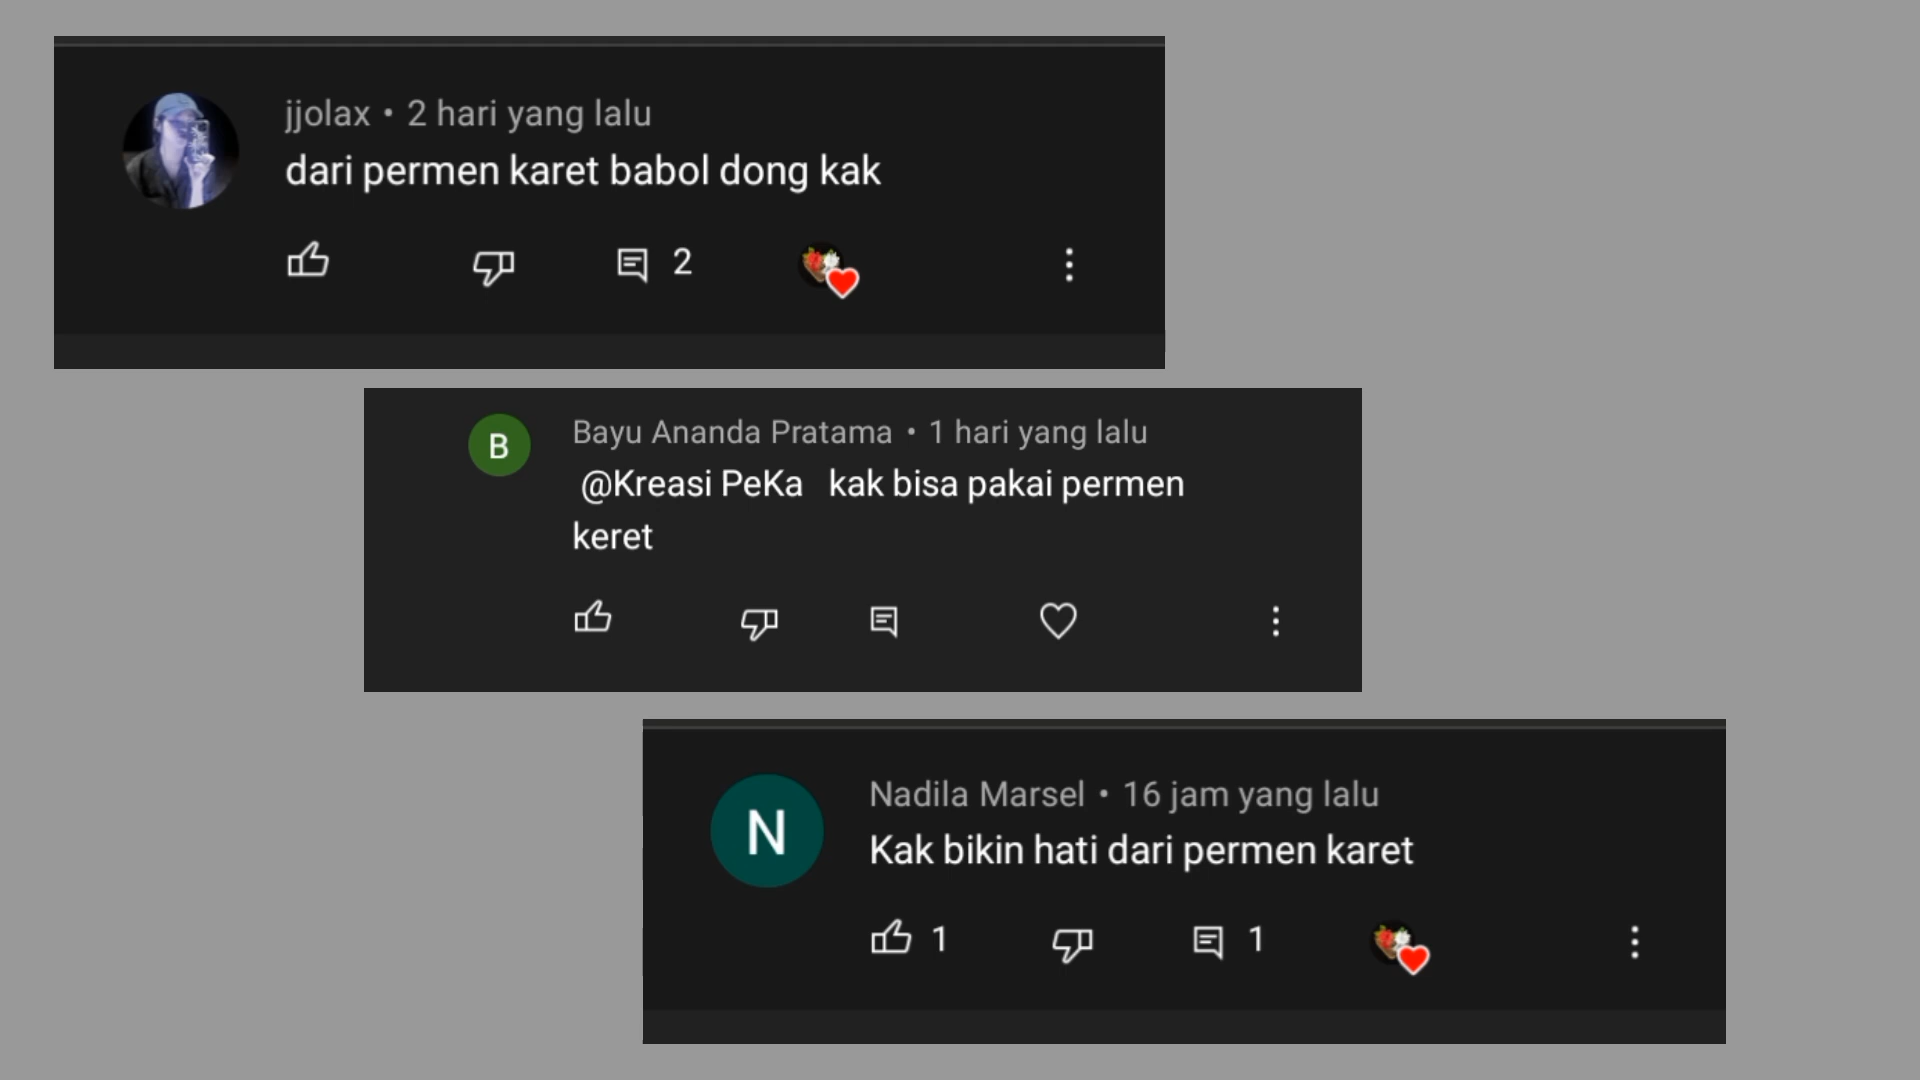 jjolax • 2 hari yang lalu
dari permen karet babol dong kak
2
B
Bayu Ananda Pratama • 1 hari yang lalu
@Kreasi PeKa kak bisa pakai permen
keret
N
Nadila Marsel • 16 jam yang lalu
Kak bikin hati dari permen karet
1 1